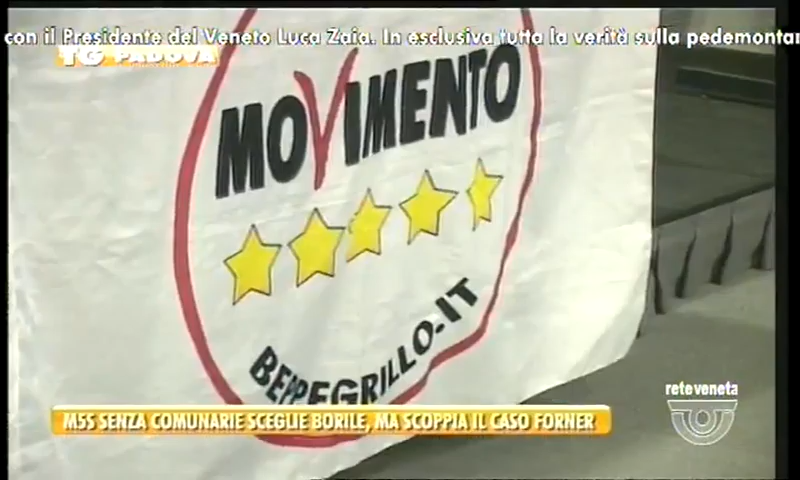 con il Presidente del Veneto Luca Zaia. In esclusiva tutta la verità sulla pedemontan
TG PADOVA
MOVIMENTO
BEPPEGRILLO.IT
reteveneta
M5S SENZA COMUNARIE SCEGLIE BORILE, MA SCOPPIA IL CASO FORNER